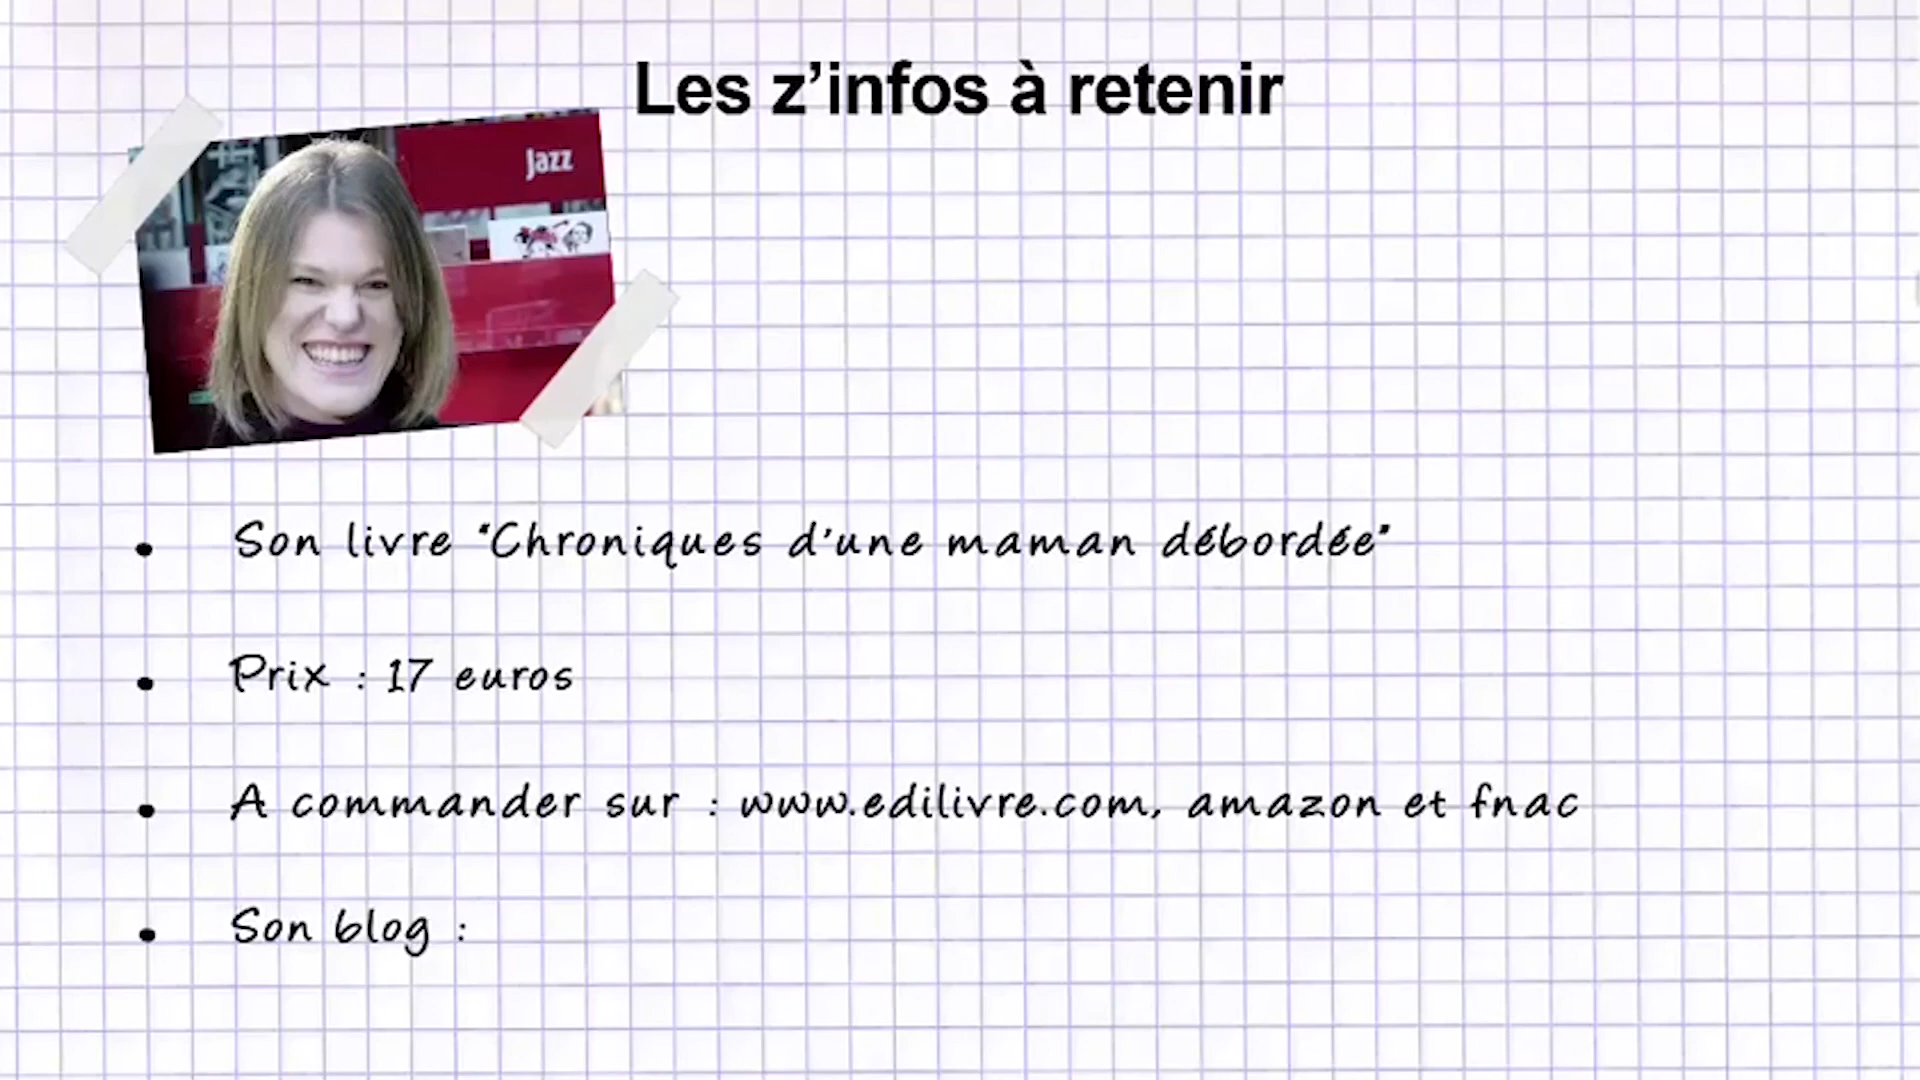 Les z’infos à retenir
Jazz
• Son livre “Chroniques d’une maman débordée”
• Prix : 17 euros
• A commander sur : www.edilivre.com, amazon et fnac
• Son blog :